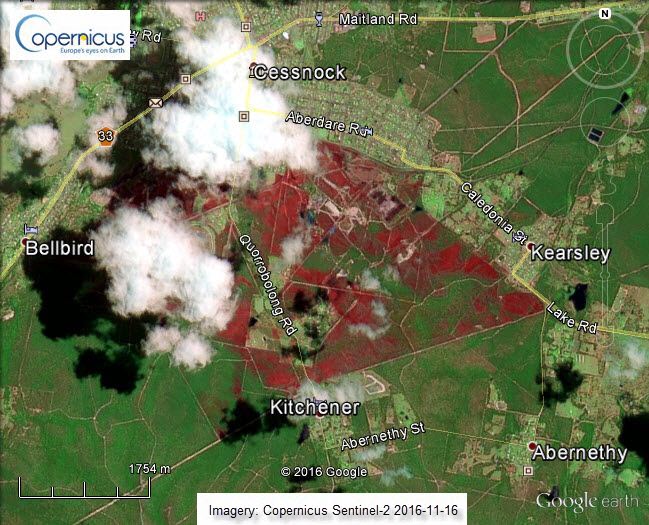 Copernicus
Europe's eyes on Earth
Rd
Maitland Rd
N
H
Cessnock
33
Aberdare Rd
Caledonia St
Bellbird
Quorrobolong Rd
Kearsley
Lake Rd
Kitchener
Abernethy St
Abernethy
1754 m
© 2016 Google
Google earth
Imagery: Copernicus Sentinel-2 2016-11-16